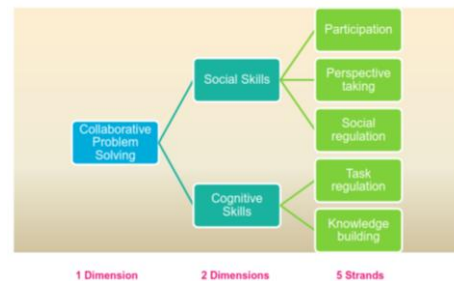 Participation
Perspective
taking
Social Skills
Social
regulation
Collaborative
Problem
Solving
Task
regulation
Cognitive
Skills
Knowledge
building
1 Dimension
2 Dimensions
5 Strands